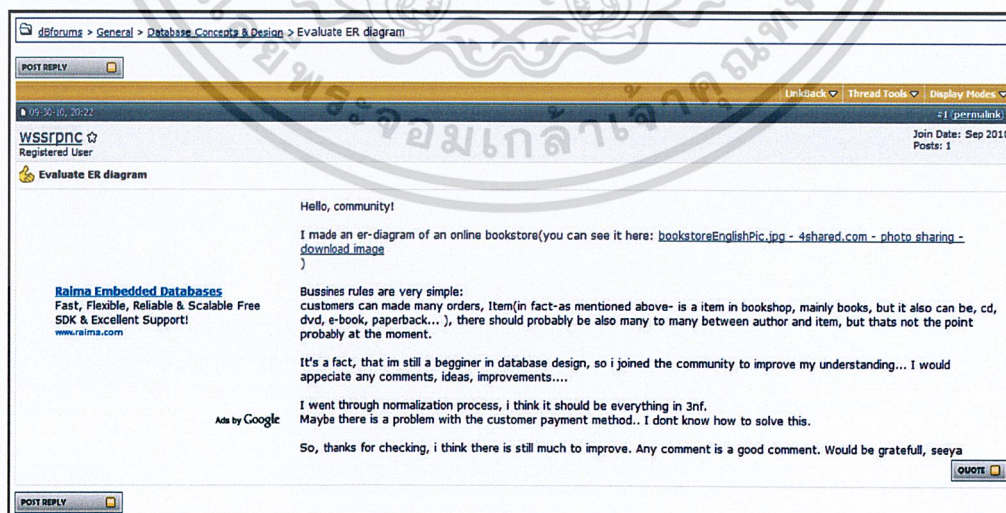 dBforums > General > Database Concepts & Design > Evaluate ER diagram
POST REPLY
LinkBack Thread Tools Display Modes
09-30-10, 20:22
#1 (permalink)
wssrpnc
Registered User
Join Date: Sep 2010
Posts: 1
Evaluate ER diagram
Hello, community!
I made an er-diagram of an online bookstore(you can see it here: bookstoreEnglishPic.jpg - 4shared.com - photo sharing -
download image
)
Raima Embedded Databases
Fast, Flexible, Reliable & Scalable Free
SDK & Excellent Support!
www.raima.com
Ads by Google
Bussines rules are very simple:
customers can made many orders, Item(in fact-as mentioned above- is a item in bookshop, mainly books, but it also can be, cd,
dvd, e-book, paperback... ), there should probably be also many to many between author and item, but thats not the point
probably at the moment.
It's a fact, that im still a begginer in database design, so i joined the community to improve my understanding... I would
appeciate any comments, ideas, improvements....
I went through normalization process, i think it should be everything in 3nf.
Maybe there is a problem with the customer payment method.. I dont know how to solve this.
So, thanks for checking, i think there is still much to improve. Any comment is a good comment. Would be gratefull, seeya
QUOTE
POST REPLY